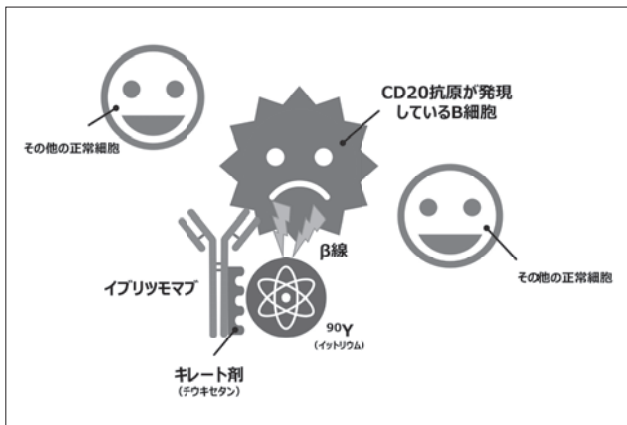 CD20抗原が発現
しているB細胞
その他の正常細胞
β線
イブリツモマブ
その他の正常細胞
90Y
(イットリウム)
キレート剤
(チウキセタン)